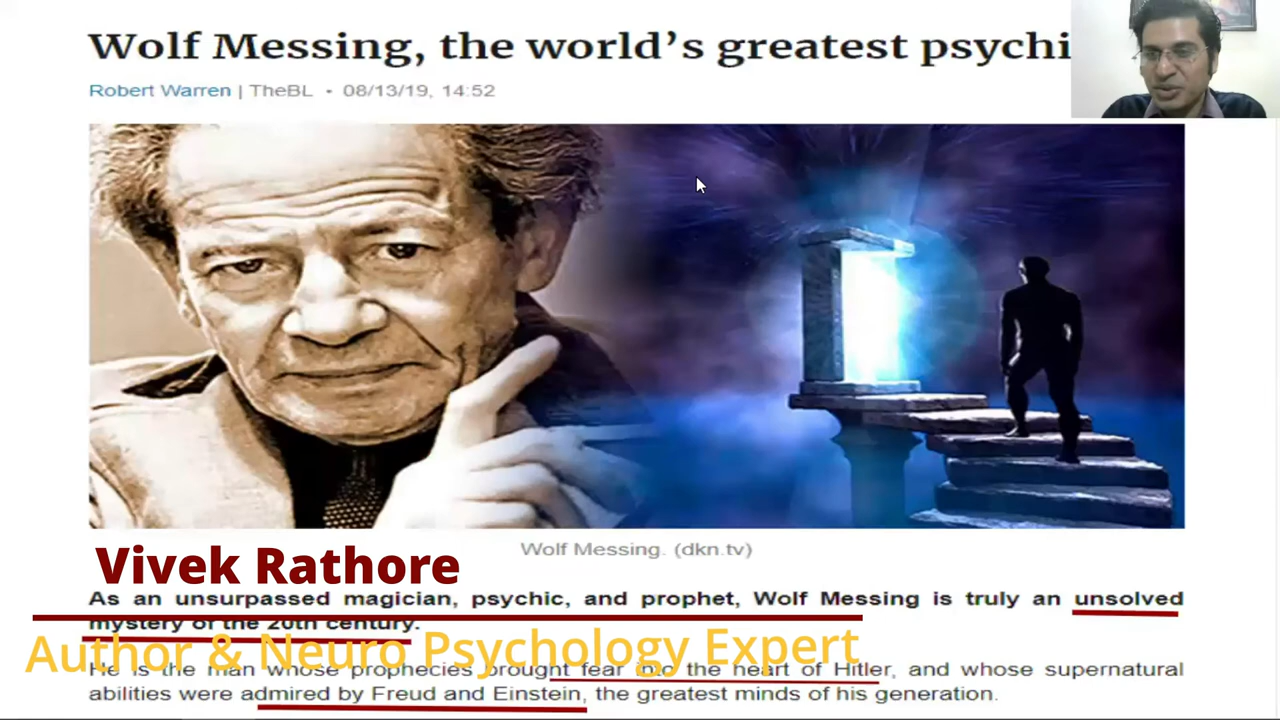 Wolf Messing, the world's greatest psychi
Robert Warren | TheBL • 08/13/19, 14:52
Wolf Messing. (dkn.tv)
Vivek Rathore
As an unsurpassed magician, psychic, and prophet, Wolf Messing is truly an unsolved
mystery of the 20th century.
Author & Neuro Psychology Expert
He is the man whose prophecies brought fear into the heart of Hitler, and whose supernatural
abilities were admired by Freud and Einstein, the greatest minds of his generation.